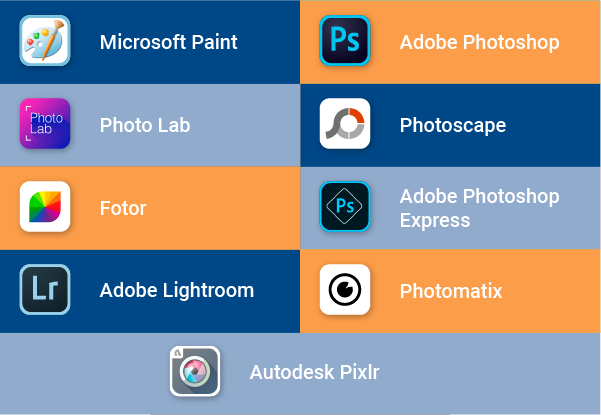 Microsoft Paint
Ps
Adobe Photoshop
Photo
Lab
Photo Lab
Photoscape
Fotor
Ps
Adobe Photoshop
Express
Lr
Adobe Lightroom
Photomatix
A
Autodesk Pixlr